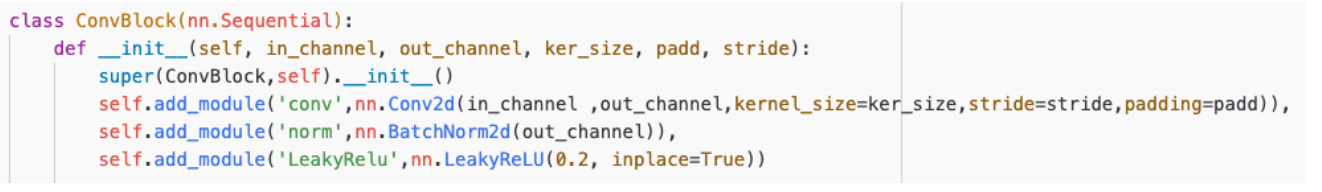 class ConvBlock(nn.Sequential):
    def __init__(self, in_channel, out_channel, ker_size, padd, stride):
        super(ConvBlock,self).__init__()
        self.add_module('conv',nn.Conv2d(in_channel ,out_channel,kernel_size=ker_size,stride=stride,padding=padd)),
        self.add_module('norm',nn.BatchNorm2d(out_channel)),
        self.add_module('LeakyRelu',nn.LeakyReLU(0.2, inplace=True))